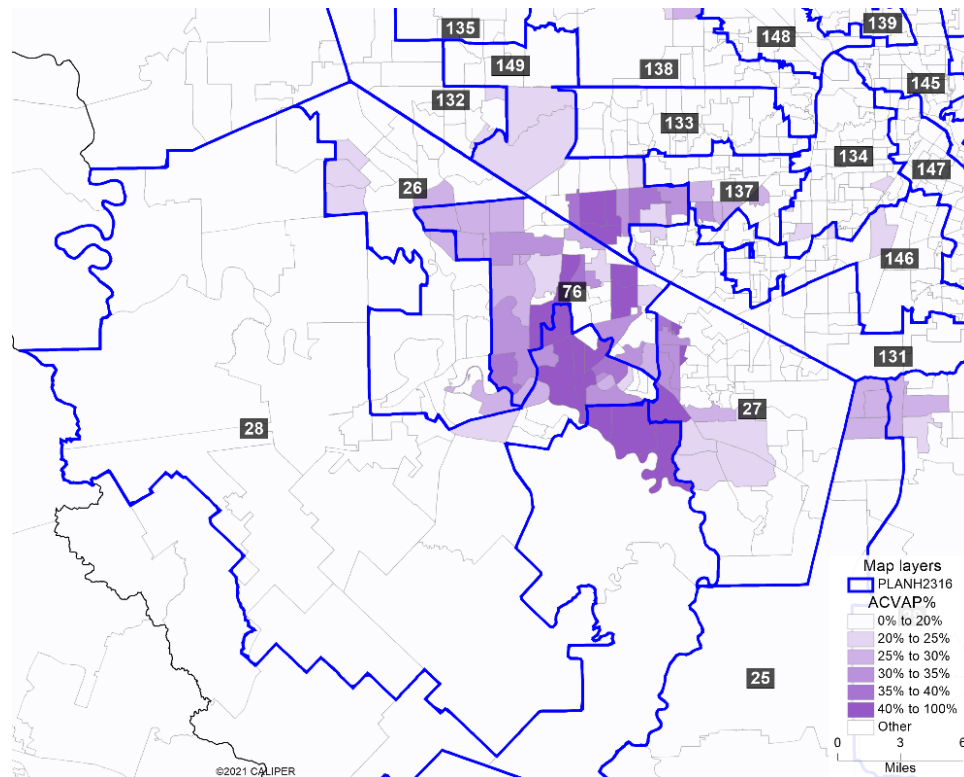 135
148
139
149
138
145
132
133
134
147
26
137
146
76
131
28
27
25
Map layers
PLANH2316
ACVAP%
0% to 20%
20% to 25%
25% to 30%
30% to 35%
35% to 40%
40% to 100%
Other
0 3 6
Miles
©2021 CALIPER